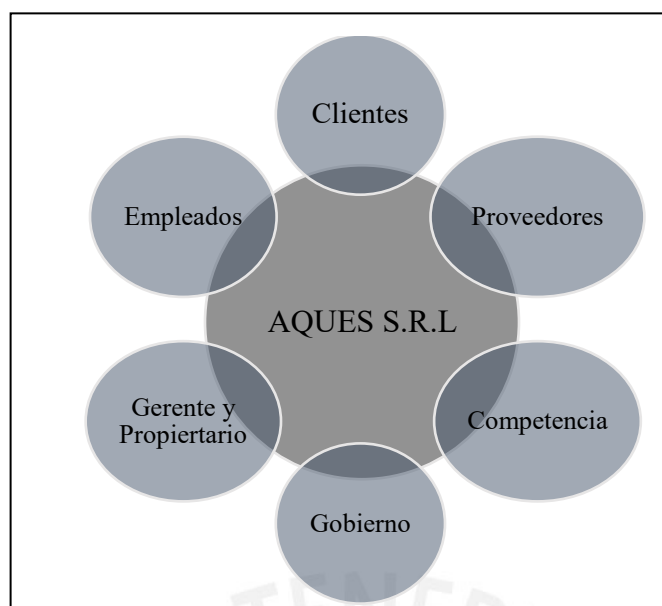 Clientes
Proveedores
Empleados
AQUES S.R.L
Competencia
Gerente y
Propiertario
Gobierno